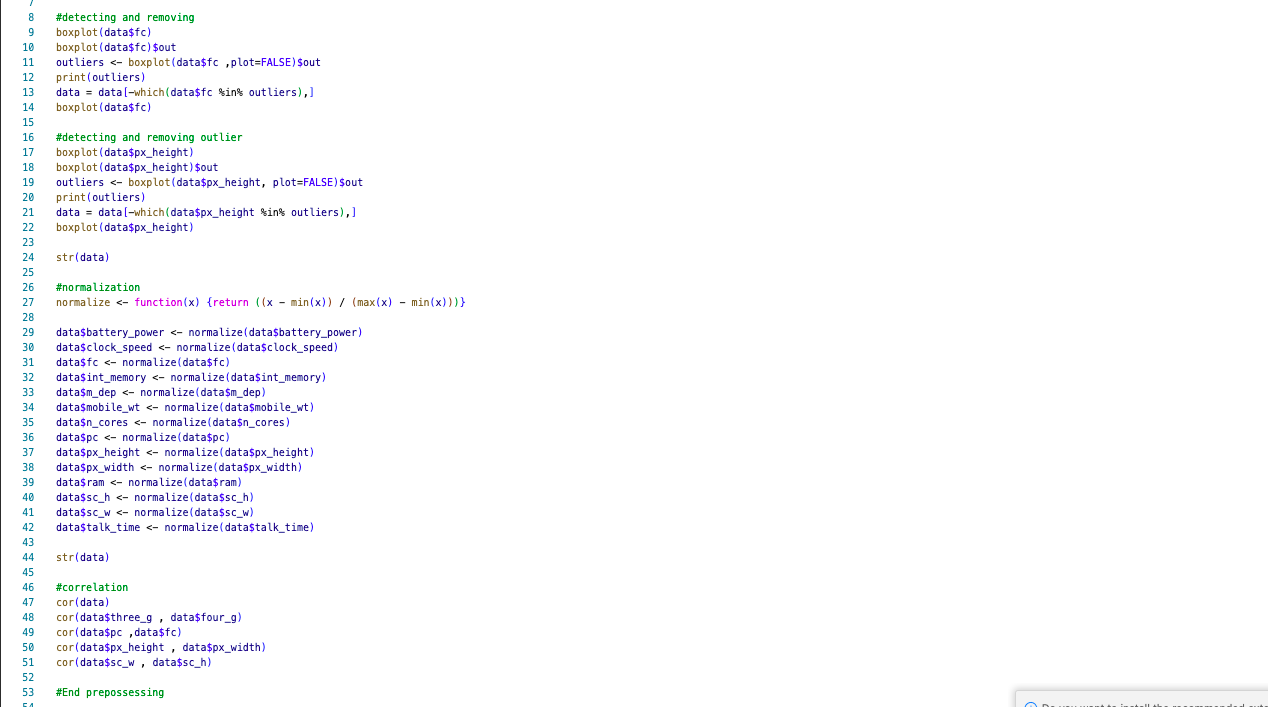 7
8 #detecting and removing
9 boxplot(data$fc)
10 boxplot(data$fc)$out
11 outliers <- boxplot(data$fc ,plot=FALSE)$out
12 print(outliers)
13 data = data[-which(data$fc %in% outliers),]
14 boxplot(data$fc)
15
16 #detecting and removing outlier
17 boxplot(data$px_height)
18 boxplot(data$px_height)$out
19 outliers <- boxplot(data$px_height, plot=FALSE)$out
20 print(outliers)
21 data = data[-which(data$px_height %in% outliers),]
22 boxplot(data$px_height)
23
24 str(data)
25
26 #normalization
27 normalize <- function(x) {return ((x - min(x)) / (max(x) - min(x)))}
28
29 data$battery_power <- normalize(data$battery_power)
30 data$clock_speed <- normalize(data$clock_speed)
31 data$fc <- normalize(data$fc)
32 data$int_memory <- normalize(data$int_memory)
33 data$m_dep <- normalize(data$m_dep)
34 data$mobile_wt <- normalize(data$mobile_wt)
35 data$n_cores <- normalize(data$n_cores)
36 data$pc <- normalize(data$pc)
37 data$px_height <- normalize(data$px_height)
38 data$px_width <- normalize(data$px_width)
39 data$ram <- normalize(data$ram)
40 data$sc_h <- normalize(data$sc_h)
41 data$sc_w <- normalize(data$sc_w)
42 data$talk_time <- normalize(data$talk_time)
43
44 str(data)
45
46 #correlation
47 cor(data)
48 cor(data$three_g , data$four_g)
49 cor(data$pc ,data$fc)
50 cor(data$px_height , data$px_width)
51 cor(data$sc_w , data$sc_h)
52
53 #End prepossessing
54
Do you want to install the recommended